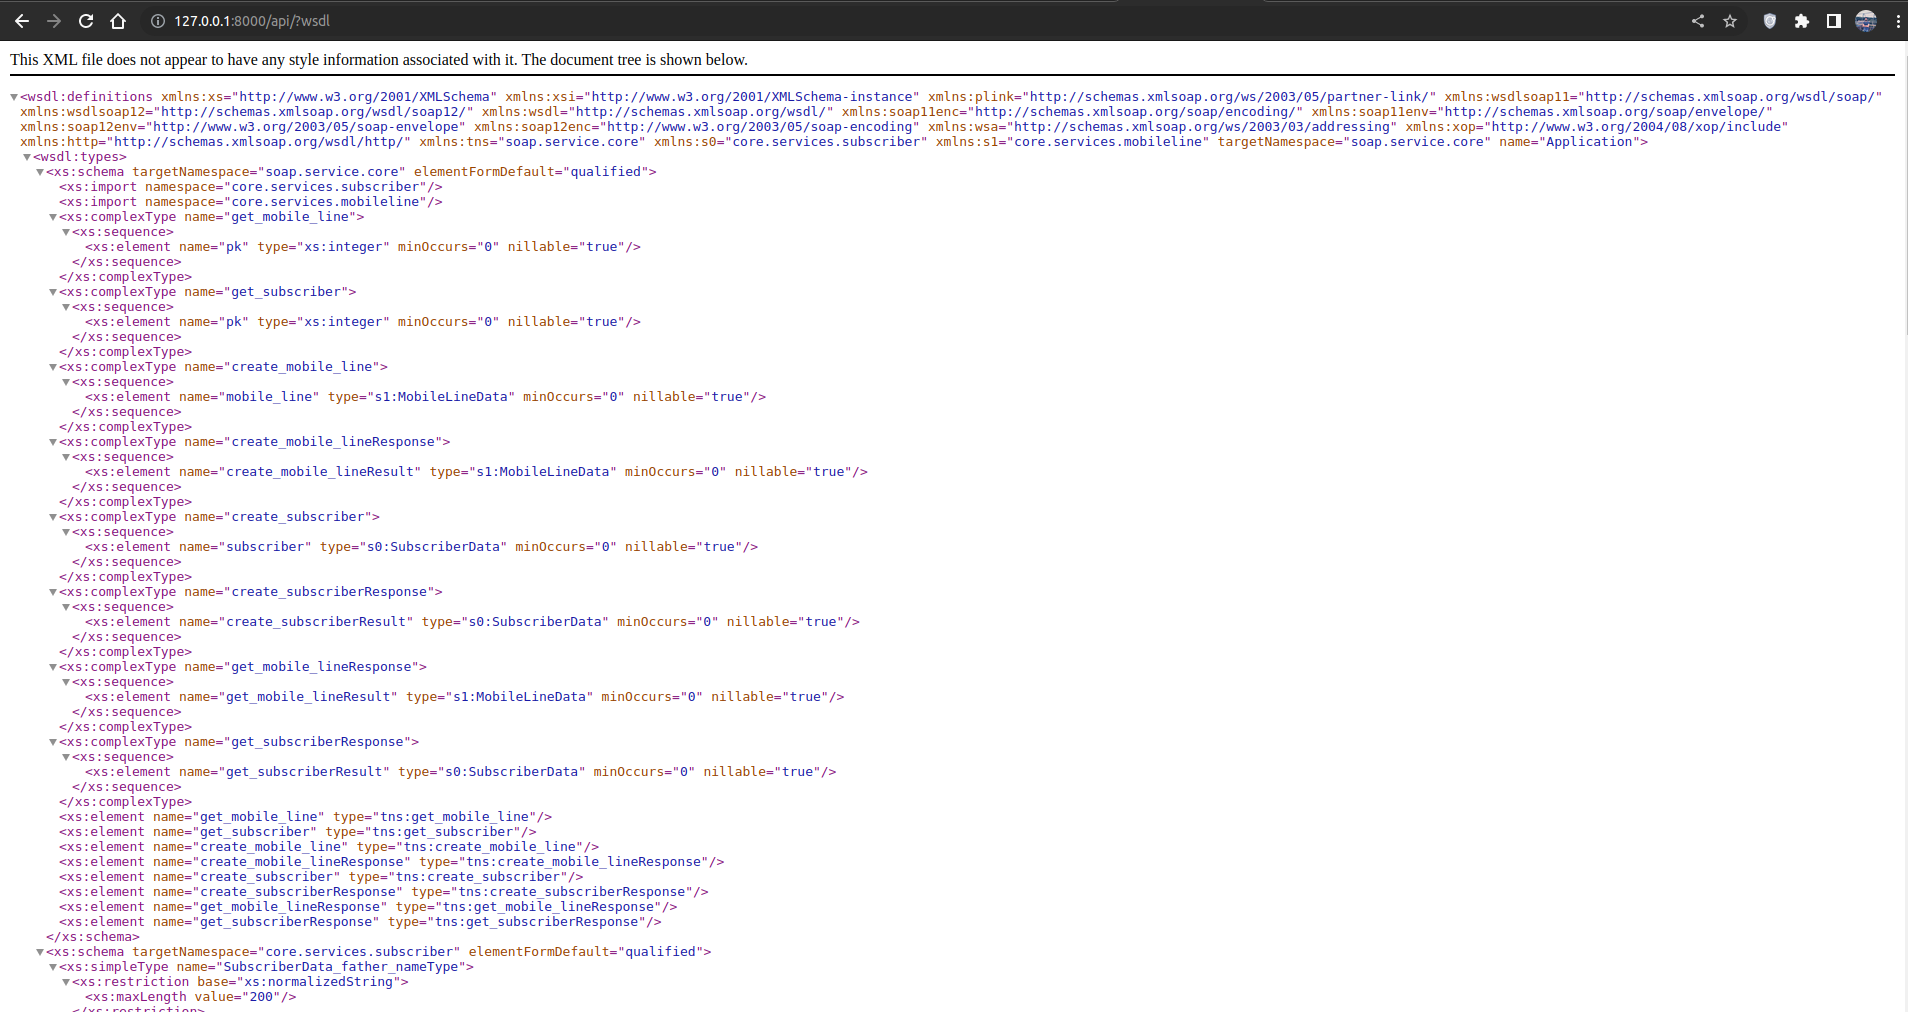 127.0.0.1:8000/api/?wsdl
This XML file does not appear to have any style information associated with it. The document tree is shown below.
<wsdl:definitions xmlns:xs="http://www.w3.org/2001/XMLSchema" xmlns:xsi="http://www.w3.org/2001/XMLSchema-instance" xmlns:plink="http://schemas.xmlsoap.org/ws/2003/05/partner-link/" xmlns:wsdlsoap11="http://schemas.xmlsoap.org/wsdl/soap/"
xmlns:wsdlsoap12="http://schemas.xmlsoap.org/wsdl/soap12/" xmlns:wsdl="http://schemas.xmlsoap.org/wsdl/" xmlns:soap11enc="http://schemas.xmlsoap.org/soap/encoding/" xmlns:soap11env="http://schemas.xmlsoap.org/soap/envelope/"
xmlns:soap12env="http://www.w3.org/2003/05/soap-envelope" xmlns:soap12enc="http://www.w3.org/2003/05/soap-encoding" xmlns:wsa="http://schemas.xmlsoap.org/ws/2003/03/addressing" xmlns:xop="http://www.w3.org/2004/08/xop/include"
xmlns:http="http://schemas.xmlsoap.org/wsdl/http/" xmlns:tns="soap.service.core" xmlns:s0="core.services.subscriber" xmlns:s1="core.services.mobileline" targetNamespace="soap.service.core" name="Application">
<wsdl:types>
<xs:schema targetNamespace="soap.service.core" elementFormDefault="qualified">
<xs:import namespace="core.services.subscriber"/>
<xs:import namespace="core.services.mobileline"/>
<xs:complexType name="get_mobile_line">
<xs:sequence>
<xs:element name="pk" type="xs:integer" minOccurs="0" nillable="true"/>
</xs:sequence>
</xs:complexType>
<xs:complexType name="get_subscriber">
<xs:sequence>
<xs:element name="pk" type="xs:integer" minOccurs="0" nillable="true"/>
</xs:sequence>
</xs:complexType>
<xs:complexType name="create_mobile_line">
<xs:sequence>
<xs:element name="mobile_line" type="s1:MobileLineData" minOccurs="0" nillable="true"/>
</xs:sequence>
</xs:complexType>
<xs:complexType name="create_mobile_lineResponse">
<xs:sequence>
<xs:element name="create_mobile_lineResult" type="s1:MobileLineData" minOccurs="0" nillable="true"/>
</xs:sequence>
</xs:complexType>
<xs:complexType name="create_subscriber">
<xs:sequence>
<xs:element name="subscriber" type="s0:SubscriberData" minOccurs="0" nillable="true"/>
</xs:sequence>
</xs:complexType>
<xs:complexType name="create_subscriberResponse">
<xs:sequence>
<xs:element name="create_subscriberResult" type="s0:SubscriberData" minOccurs="0" nillable="true"/>
</xs:sequence>
</xs:complexType>
<xs:complexType name="get_mobile_lineResponse">
<xs:sequence>
<xs:element name="get_mobile_lineResult" type="s1:MobileLineData" minOccurs="0" nillable="true"/>
</xs:sequence>
</xs:complexType>
<xs:complexType name="get_subscriberResponse">
<xs:sequence>
<xs:element name="get_subscriberResult" type="s0:SubscriberData" minOccurs="0" nillable="true"/>
</xs:sequence>
</xs:complexType>
<xs:element name="get_mobile_line" type="tns:get_mobile_line"/>
<xs:element name="get_subscriber" type="tns:get_subscriber"/>
<xs:element name="create_mobile_line" type="tns:create_mobile_line"/>
<xs:element name="create_mobile_lineResponse" type="tns:create_mobile_lineResponse"/>
<xs:element name="create_subscriber" type="tns:create_subscriber"/>
<xs:element name="create_subscriberResponse" type="tns:create_subscriberResponse"/>
<xs:element name="get_mobile_lineResponse" type="tns:get_mobile_lineResponse"/>
<xs:element name="get_subscriberResponse" type="tns:get_subscriberResponse"/>
</xs:schema>
<xs:schema targetNamespace="core.services.subscriber" elementFormDefault="qualified">
<xs:simpleType name="SubscriberData_father_nameType">
<xs:restriction base="xs:normalizedString">
<xs:maxLength value="200"/>
</xs:restriction>